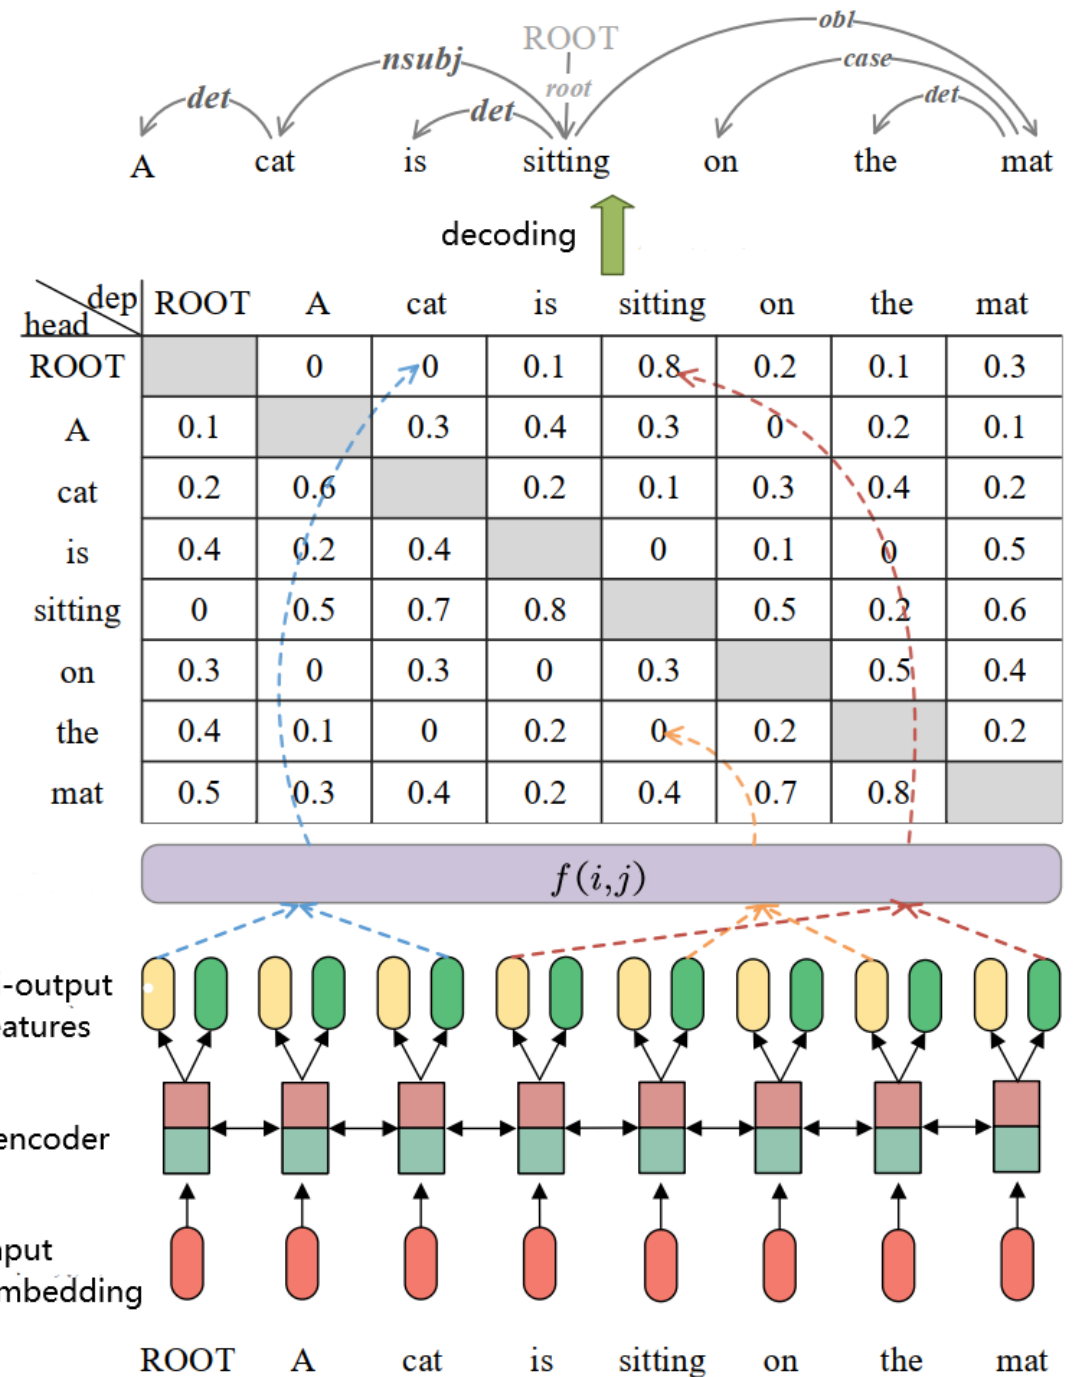 obl
ROOT
nsubj
case
root
det
det
det
A cat is sitting on the mat
decoding
dep
head
ROOT A cat is sitting on the mat
ROOT 0 0 0.1 0.8 0.2 0.1 0.3
A 0.1 0.3 0.4 0.3 0 0.2 0.1
cat 0.2 0.6 0.2 0.1 0.3 0.4 0.2
is 0.4 0.2 0.4 0 0.1 0 0.5
sitting 0 0.5 0.7 0.8 0.5 0.2 0.6
on 0.3 0 0.3 0 0.3 0.5 0.4
the 0.4 0.1 0 0.2 0 0.2 0.2
mat 0.5 0.3 0.4 0.2 0.4 0.7 0.8
f(i,j)
-output
eatures
encoder
nput
mbedding
ROOT A cat is sitting on the mat